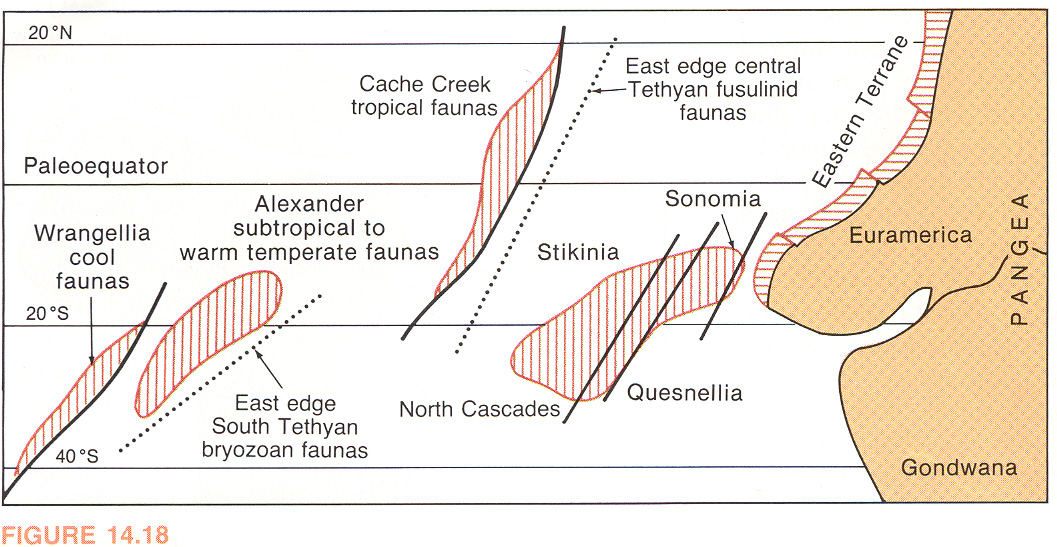 20°N
Cache Creek
tropical faunas
East edge central
Tethyan fusulinid
faunas
Eastern Terrane
Paleoequator
Alexander
subtropical to
warm temperate faunas
Wrangellia
cool
faunas
Sonomia
Stikinia
Euramerica
PANGEA
20°S
East edge
South Tethyan
bryozoan faunas
North Cascades
Quesnellia
40°S
Gondwana
FIGURE 14.18